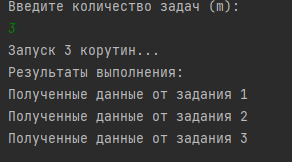 Введите количество задач (m):
3
Запуск 3 корутин...
Результаты выполнения:
Полученные данные от задания 1
Полученные данные от задания 2
Полученные данные от задания 3